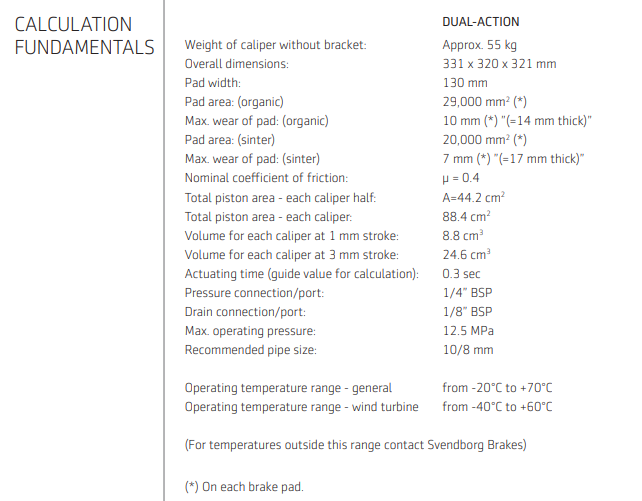 CALCULATION
FUNDAMENTALS
DUAL-ACTION
Weight of caliper without bracket: Approx. 55 kg
Overall dimensions: 331 x 320 x 321 mm
Pad width: 130 mm
Pad area: (organic) 29,000 mm² (*)
Max. wear of pad: (organic) 10 mm (*) "(=14 mm thick)"
Pad area: (sinter) 20,000 mm² (*)
Max. wear of pad: (sinter) 7 mm (*) "(=17 mm thick)"
Nominal coefficient of friction: μ = 0.4
Total piston area - each caliper half: A=44.2 cm²
Total piston area - each caliper: 88.4 cm²
Volume for each caliper at 1 mm stroke: 8.8 cm³
Volume for each caliper at 3 mm stroke: 24.6 cm³
Actuating time (guide value for calculation): 0.3 sec
Pressure connection/port: 1/4" BSP
Drain connection/port: 1/8" BSP
Max. operating pressure: 12.5 MPa
Recommended pipe size: 10/8 mm
Operating temperature range - general from -20°C to +70°C
Operating temperature range - wind turbine from -40°C to +60°C
(For temperatures outside this range contact Svendborg Brakes)
(*) On each brake pad.